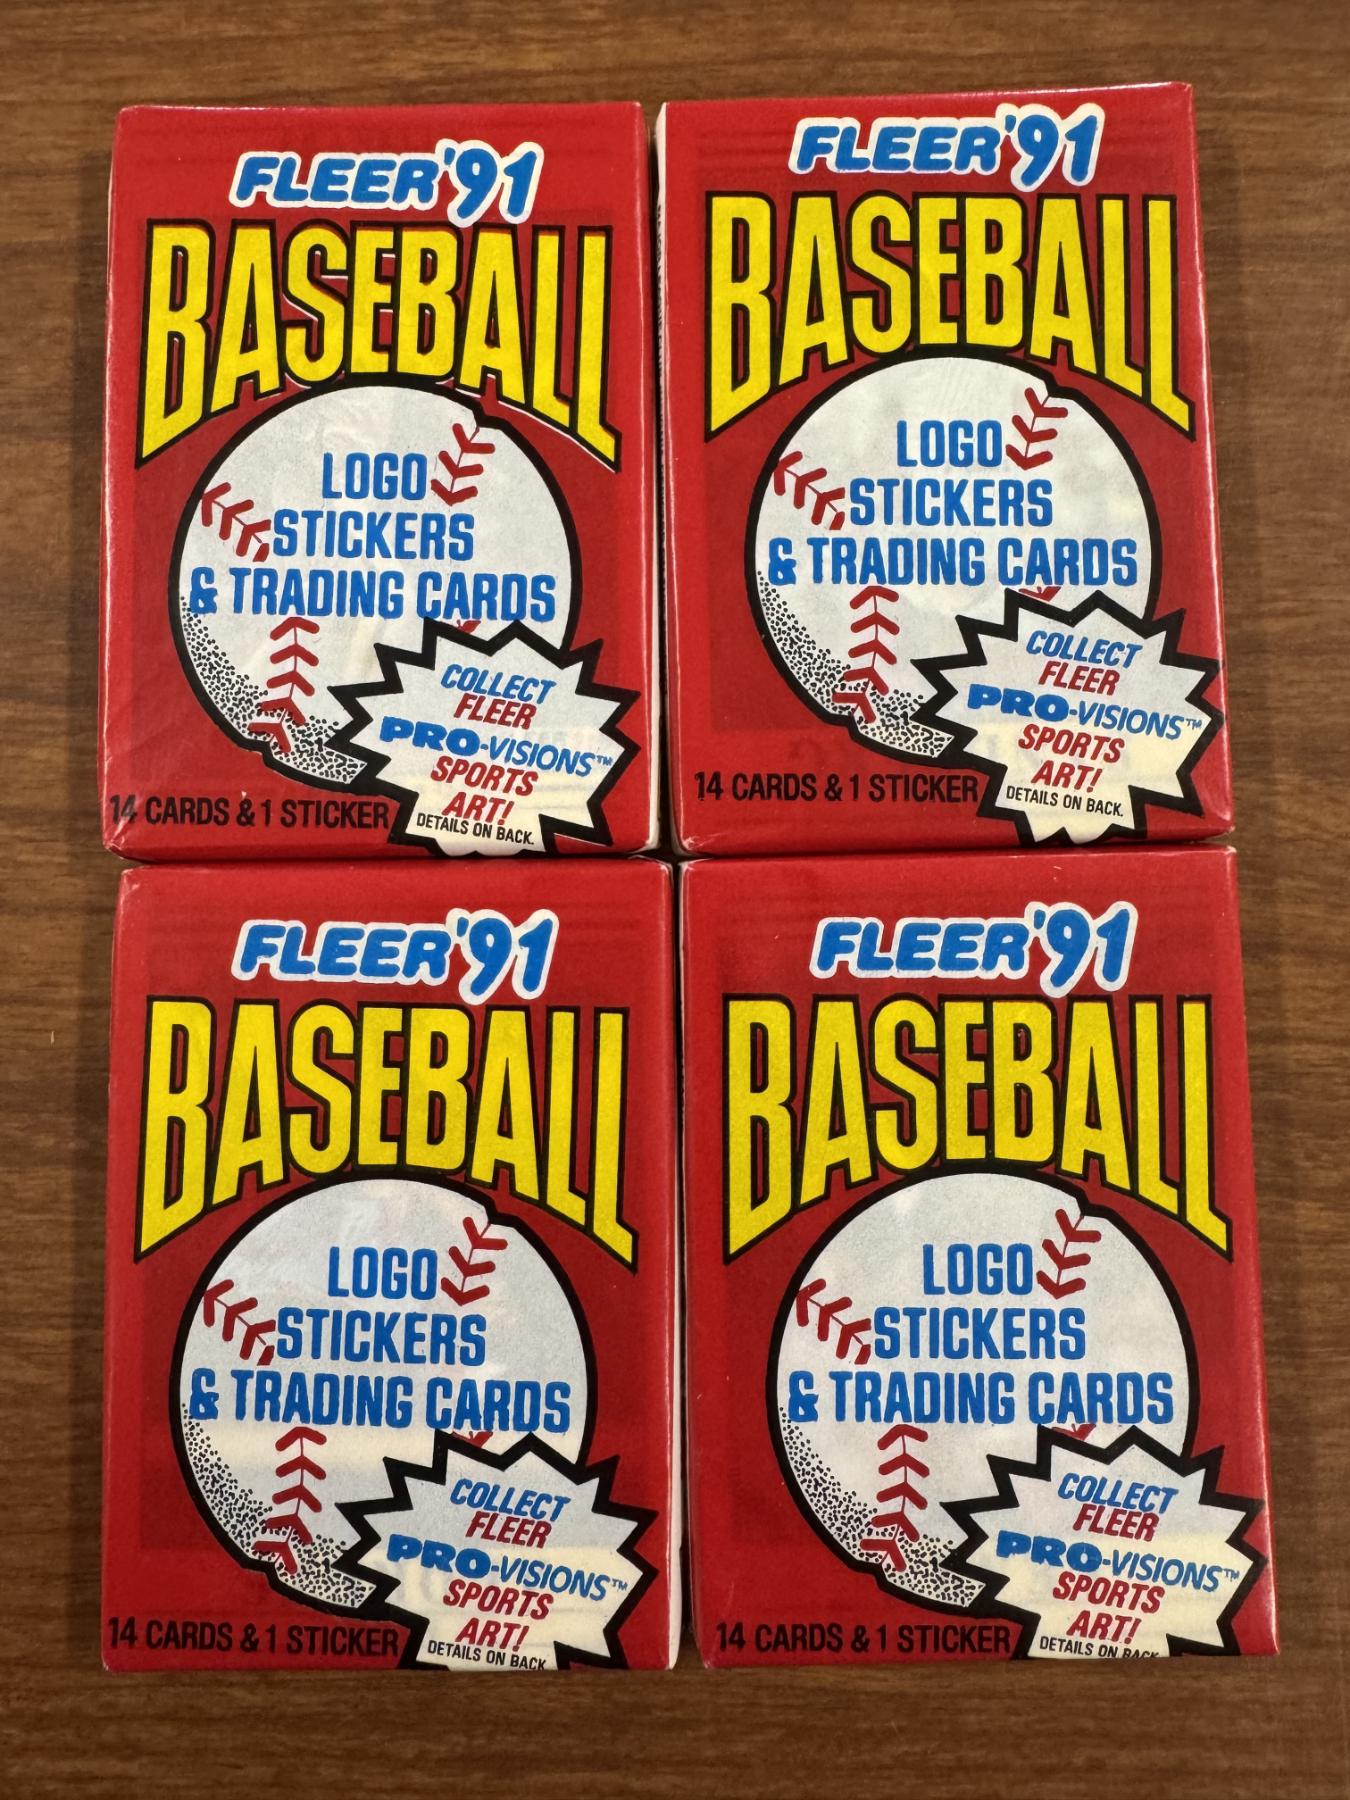 FLEER '91
BASEBALL
LOGO
STICKERS
& TRADING CARDS
COLLECT
FLEER
PRO-VISIONS™
SPORTS
ART!
DETAILS ON BACK.
14 CARDS & 1 STICKER
FLEER '91
BASEBALL
LOGO
STICKERS
& TRADING CARDS
COLLECT
FLEER
PRO-VISIONS™
SPORTS
ART!
DETAILS ON BACK.
14 CARDS & 1 STICKER
FLEER '91
BASEBALL
LOGO
STICKERS
& TRADING CARDS
COLLECT
FLEER
PRO-VISIONS™
SPORTS
ART!
DETAILS ON BACK
14 CARDS & 1 STICKER
FLEER '91
BASEBALL
LOGO
STICKERS
& TRADING CARDS
COLLECT
FLEER
PRO-VISIONS™
SPORTS
ART!
DETAILS ON BACK
14 CARDS & 1 STICKER